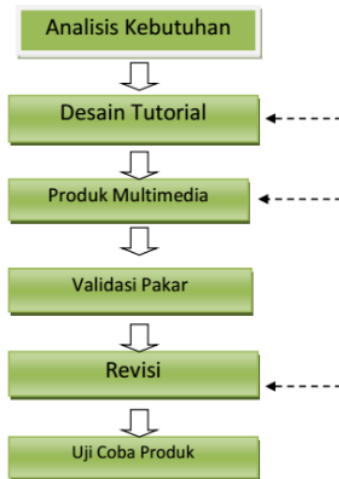 Analisis Kebutuhan
Desain Tutorial
Produk Multimedia
Validasi Pakar
Revisi
Uji Coba Produk